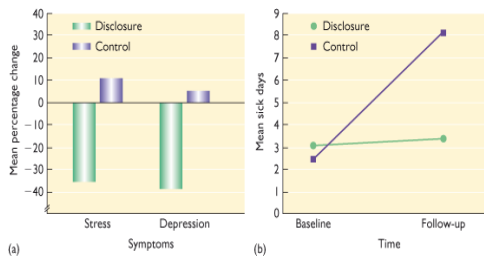 40
30
20
10
0
−10
−20
−30
−40
Mean percentage change
Disclosure
Control
Stress
Depression
Symptoms
(a)
9
8
7
6
5
4
3
2
1
0
Mean sick days
Disclosure
Control
Baseline
Follow-up
Time
(b)